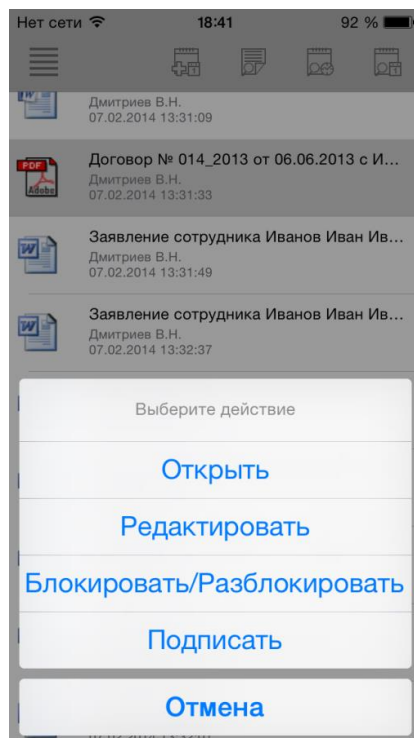 Нет сети 18:41 92 %
Дмитриев В.Н.
07.02.2014 13:31:09
PDF
Adobe
Договор № 014_2013 от 06.06.2013 с И...
Дмитриев В.Н.
07.02.2014 13:31:33
Заявление сотрудника Иванов Иван Ив...
Дмитриев В.Н.
07.02.2014 13:31:49
Заявление сотрудника Иванов Иван Ив...
Дмитриев В.Н.
07.02.2014 13:32:37
Выберите действие
Открыть
Редактировать
Блокировать/Разблокировать
Подписать
Отмена